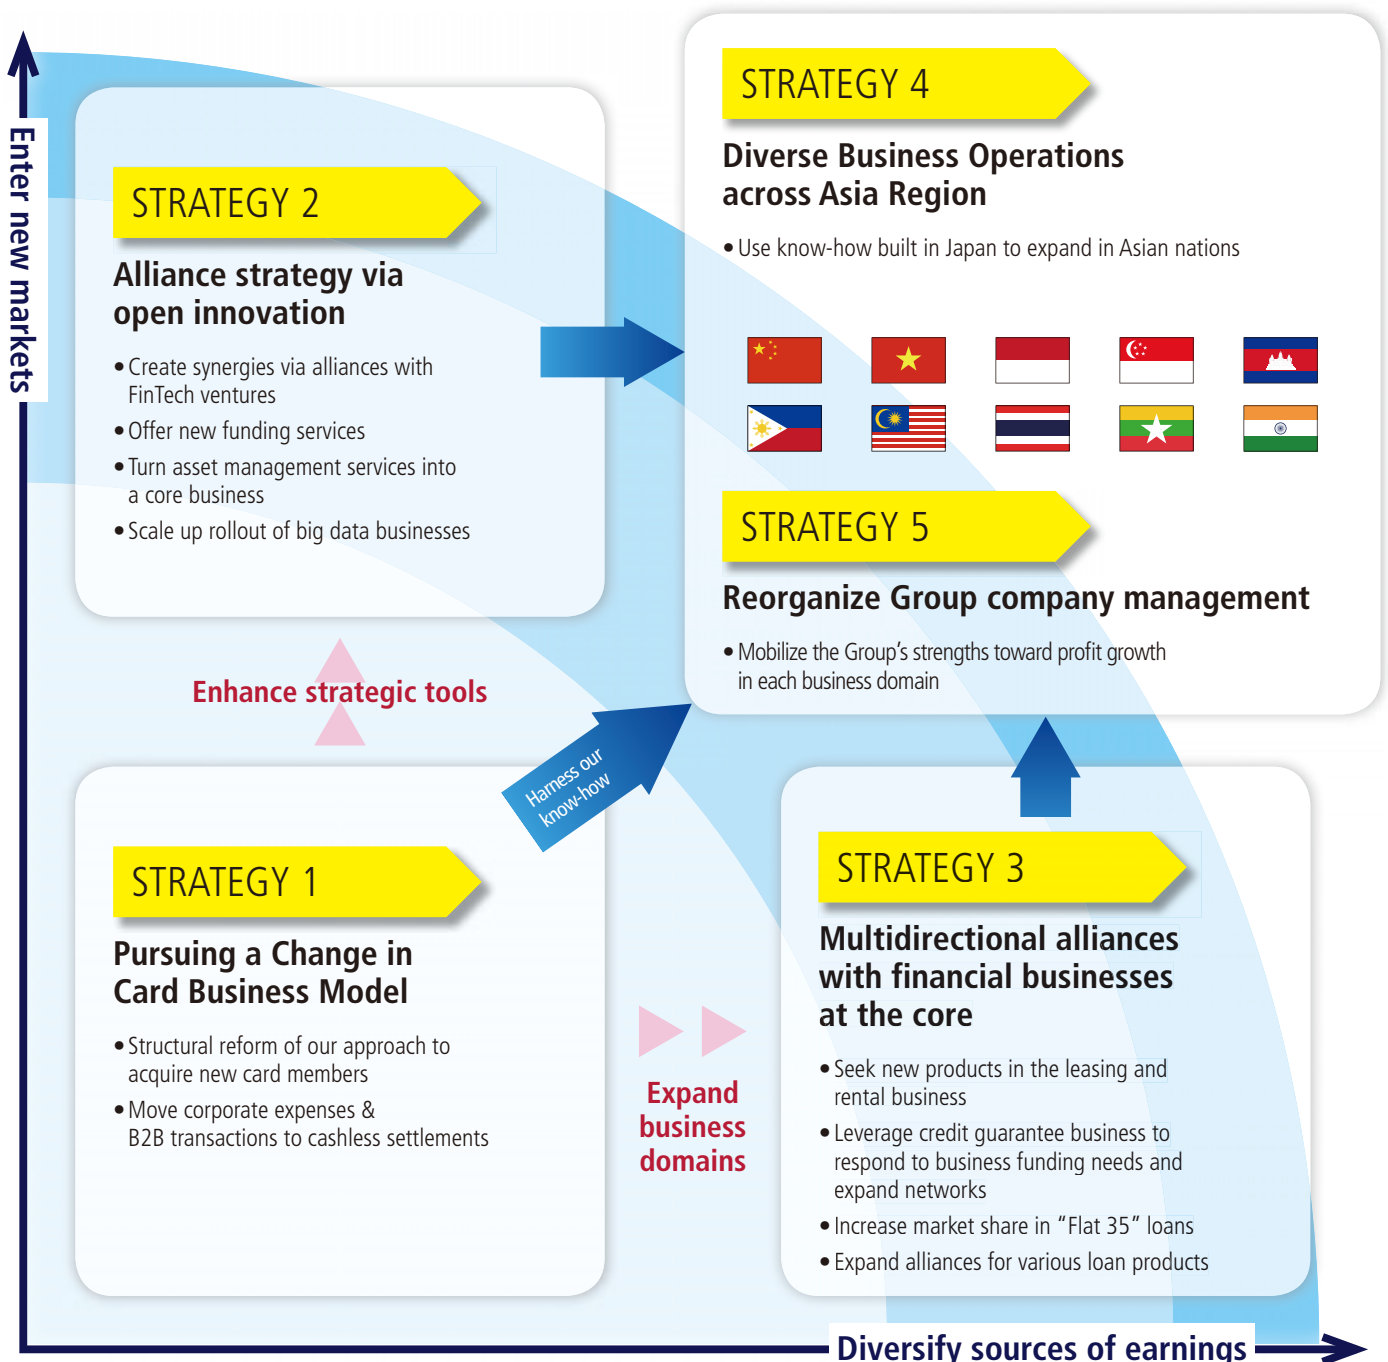 Enter new markets
STRATEGY 2
Alliance strategy via
open innovation
• Create synergies via alliances with
FinTech ventures
• Offer new funding services
• Turn asset management services into
a core business
• Scale up rollout of big data businesses
STRATEGY 4
Diverse Business Operations
across Asia Region
• Use know-how built in Japan to expand in Asian nations
STRATEGY 5
Reorganize Group company management
• Mobilize the Group’s strengths toward profit growth
in each business domain
Enhance strategic tools
Harness our
know-how
STRATEGY 1
Pursuing a Change in
Card Business Model
• Structural reform of our approach to
acquire new card members
• Move corporate expenses &
B2B transactions to cashless settlements
Expand
business
domains
STRATEGY 3
Multidirectional alliances
with financial businesses
at the core
• Seek new products in the leasing and
rental business
• Leverage credit guarantee business to
respond to business funding needs and
expand networks
• Increase market share in “Flat 35” loans
• Expand alliances for various loan products
Diversify sources of earnings